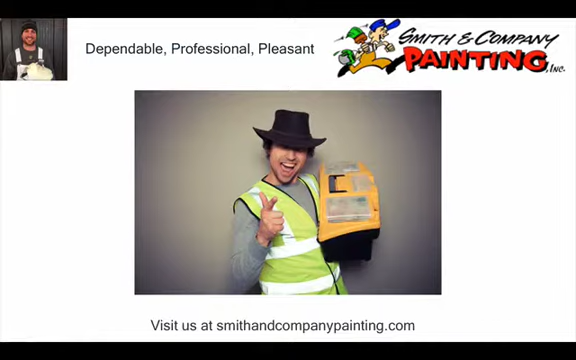 Dependable, Professional, Pleasant
SMITH & COMPANY
PAINTING, INC.
Visit us at smithandcompanypainting.com